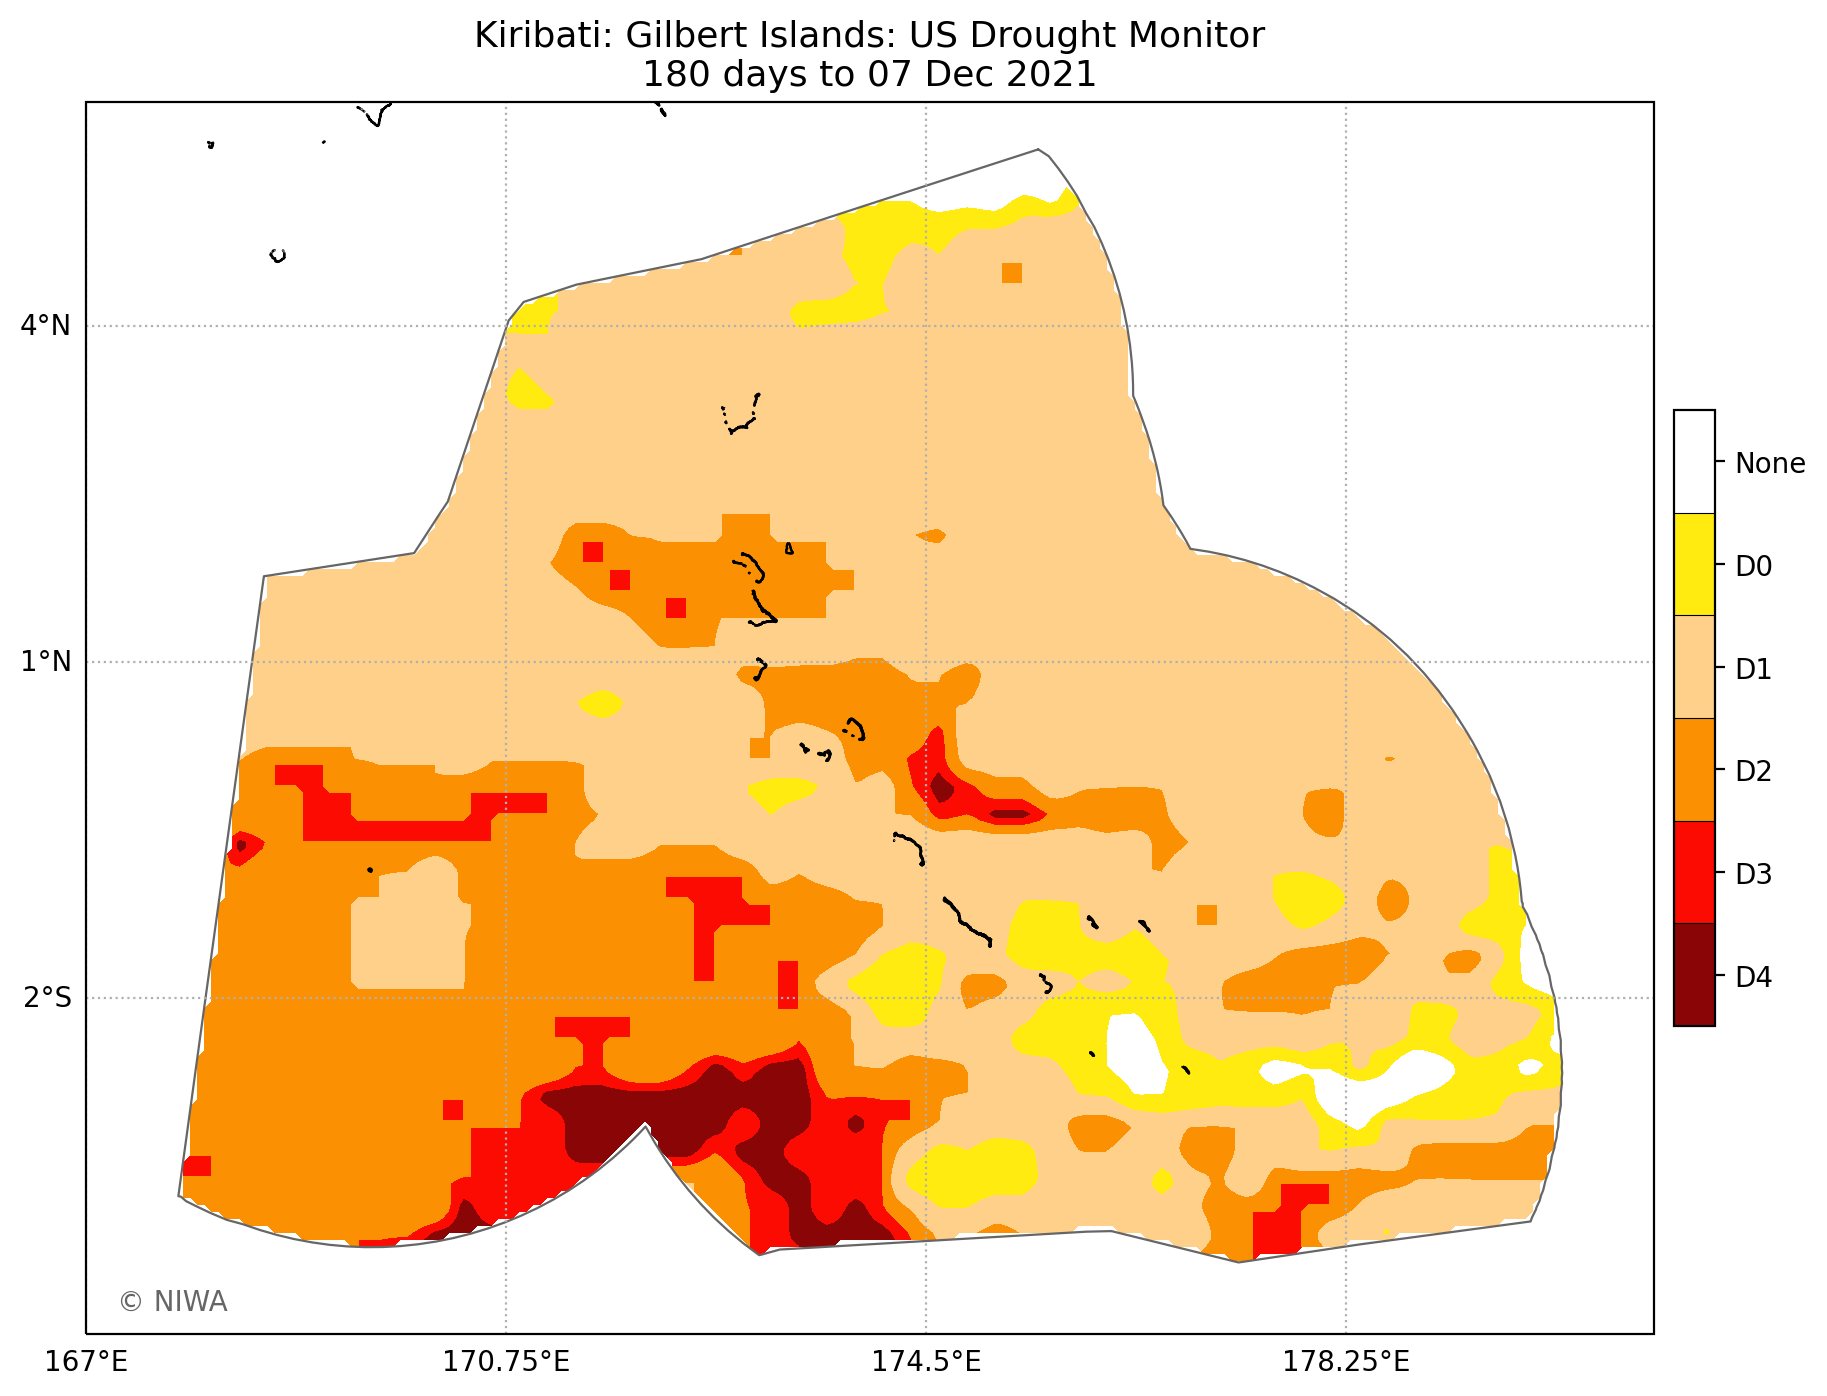 Kiribati: Gilbert Islands: US Drought Monitor
180 days to 07 Dec 2021
4°N
1°N
2°S
167°E
170.75°E
174.5°E
178.25°E
None
D0
D1
D2
D3
D4
© NIWA